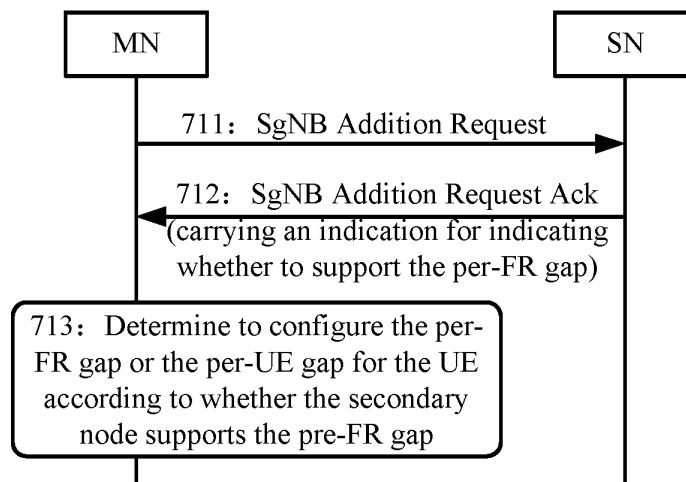 MN
SN
711：SgNB Addition Request
712：SgNB Addition Request Ack
(carrying an indication for indicating
whether to support the per-FR gap)
713：Determine to configure the per-
FR gap or the per-UE gap for the UE
according to whether the secondary
node supports the pre-FR gap